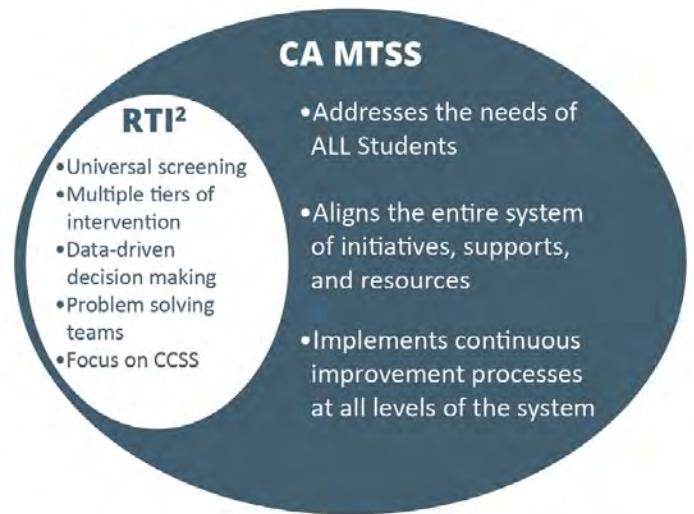 CA MTSS
RTI²
•Universal screening
•Multiple tiers of
intervention
•Data-driven
decision making
•Problem solving
teams
•Focus on CCSS
•Addresses the needs of
ALL Students
•Aligns the entire system
of initiatives, supports,
and resources
•Implements continuous
improvement processes
at all levels of the system